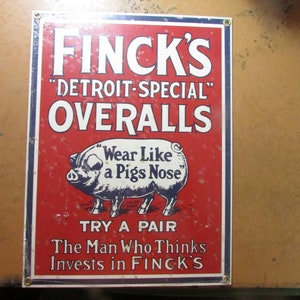 FINCK'S
"DETROIT-SPECIAL"
OVERALLS
"Wear Like
a Pigs Nose"
TRY A PAIR
The Man Who Thinks
Invests in FINCK'S